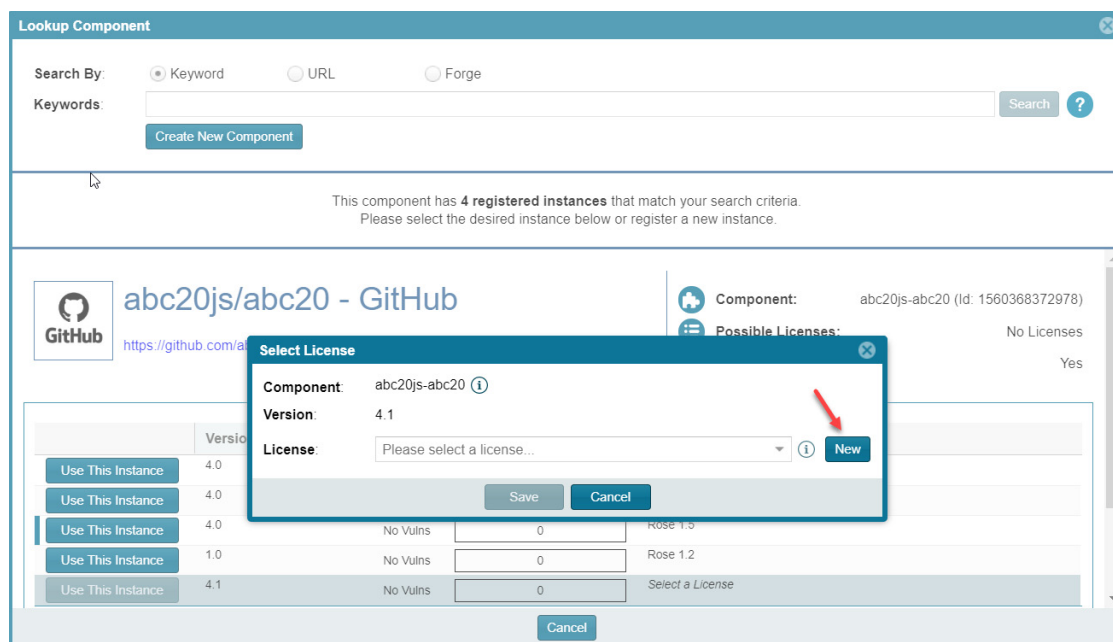 Lookup Component
Search By: Keyword URL Forge
Keywords: Search ?
Create New Component
This component has 4 registered instances that match your search criteria.
Please select the desired instance below or register a new instance.
GitHub
abc20js/abc20 - GitHub
https://github.com/a
Component: abc20js-abc20 (Id: 1560368372978)
Possible Licenses: No Licenses
Yes
Select License
Component: abc20js-abc20 i
Version: 4.1
License: Please select a license... i New
Save Cancel
Versio
Use This Instance 4.0
Use This Instance 4.0
Use This Instance 4.0 No Vulns 0 Rose 1.5
Use This Instance 1.0 No Vulns 0 Rose 1.2
Use This Instance 4.1 No Vulns 0 Select a License
Cancel